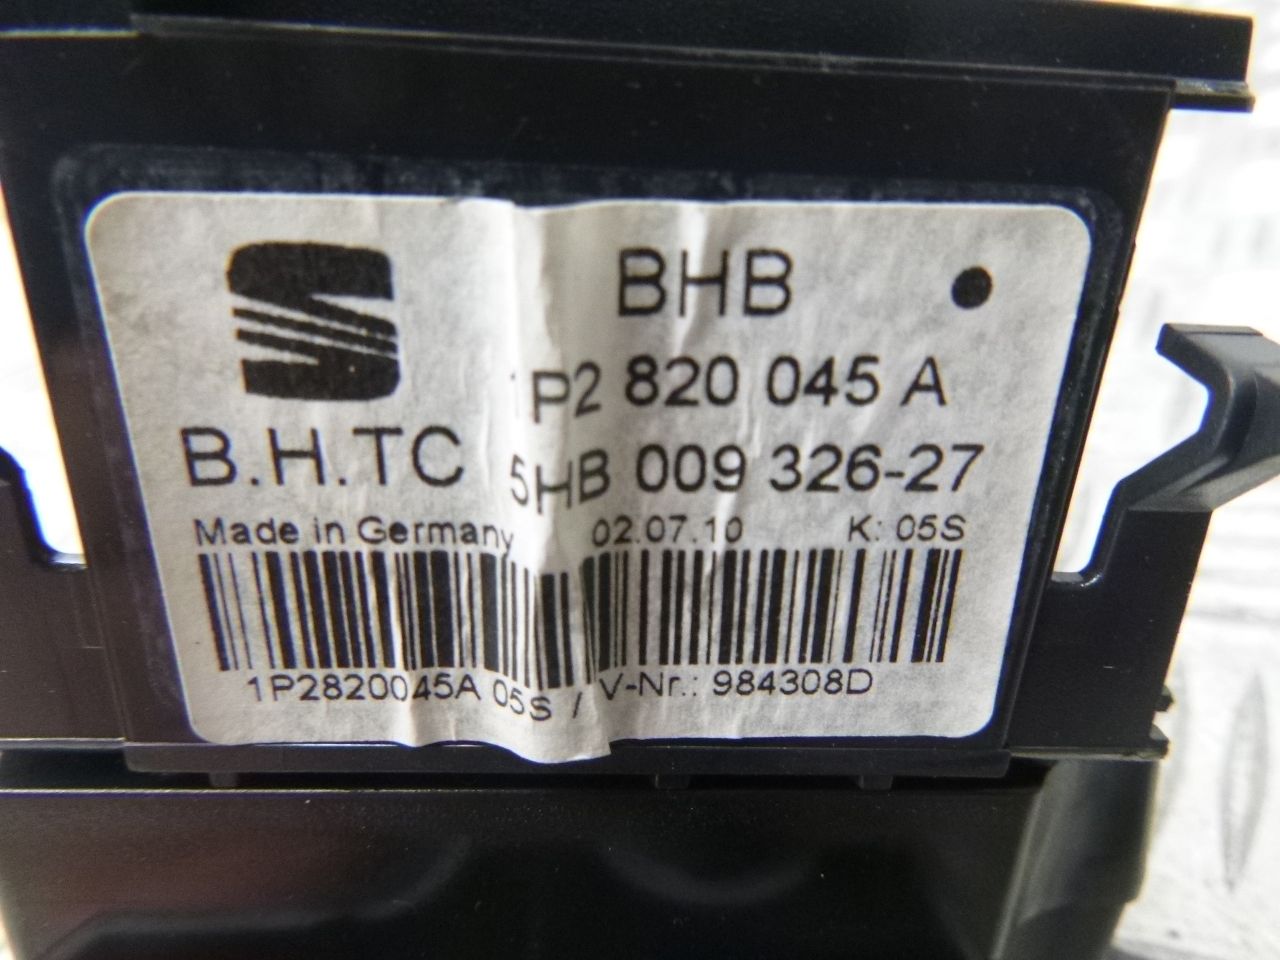 BHB
1P2 820 045 A
B.H.TC 5HB 009 326-27
Made in Germany 02.07.10 K: 05S
1P2820045A 05S / V-Nr.: 984308D